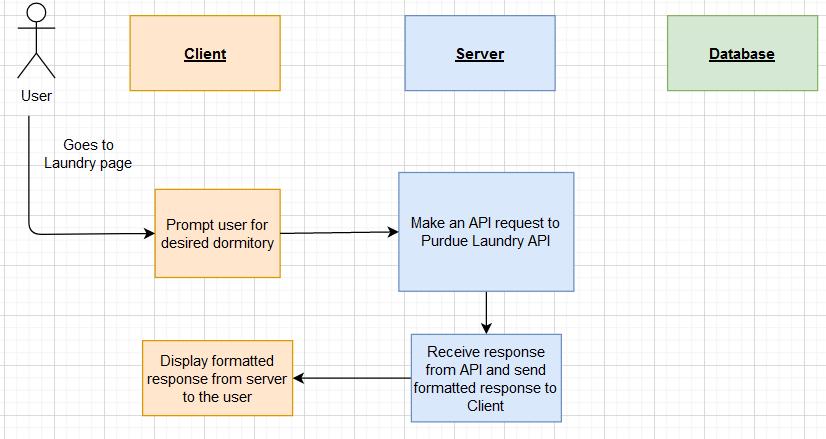 Client
Server
Database
User
Goes to
Laundry page
Prompt user for
desired dormitory
Make an API request to
Purdue Laundry API
Receive response
from API and send
formatted response to
Client
Display formatted
response from server
to the user